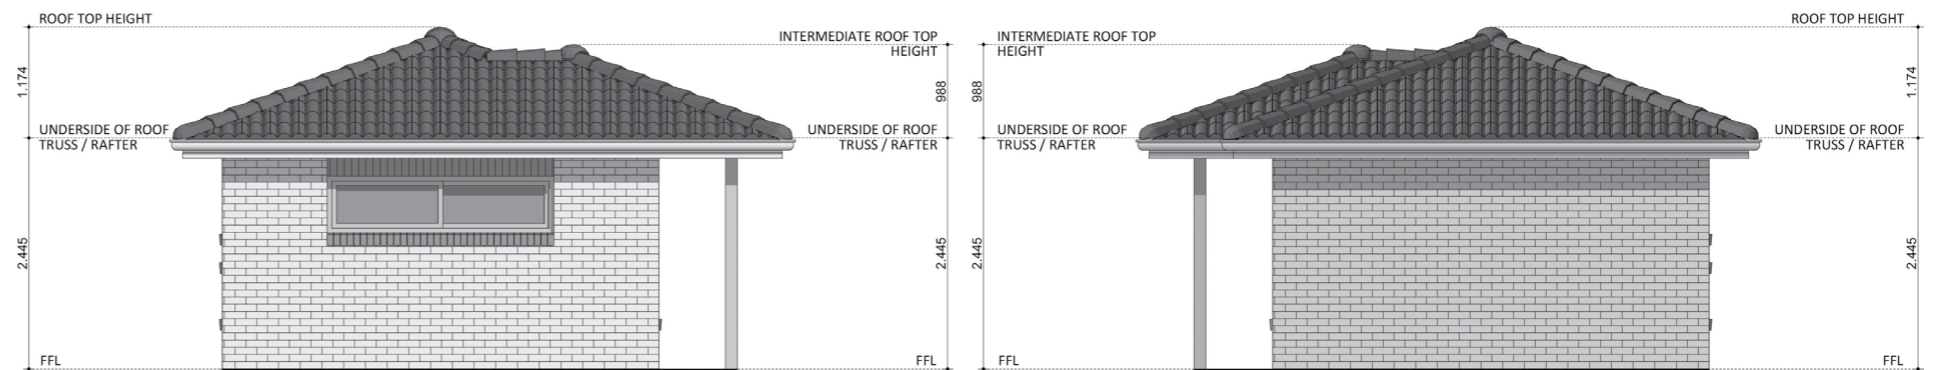 ROOF TOP HEIGHT
1.174
UNDERSIDE OF ROOF
TRUSS / RAFTER
2.445
FFL
INTERMEDIATE ROOF TOP
HEIGHT
988
UNDERSIDE OF ROOF
TRUSS / RAFTER
2.445
FFL
INTERMEDIATE ROOF TOP
HEIGHT
988
UNDERSIDE OF ROOF
TRUSS / RAFTER
2.445
FFL
ROOF TOP HEIGHT
1.174
UNDERSIDE OF ROOF
TRUSS / RAFTER
2.445
FFL